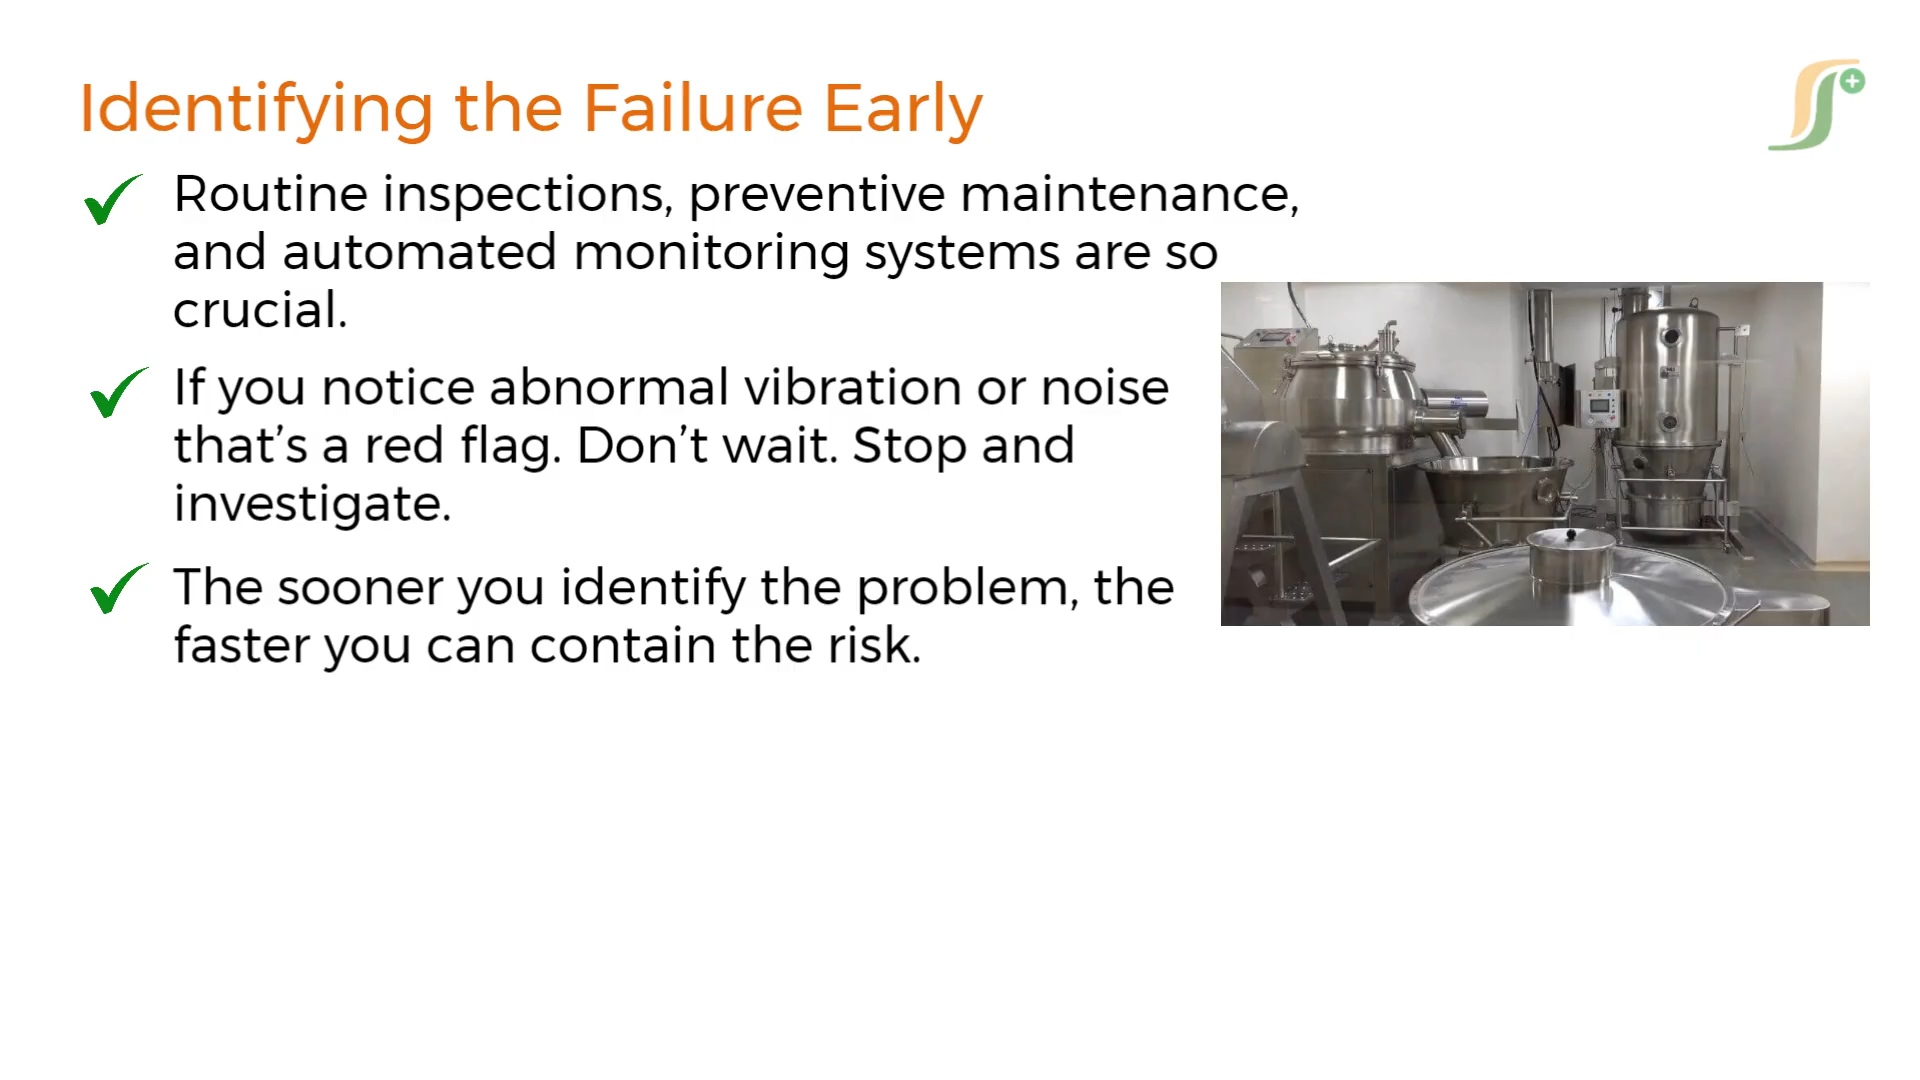 Identifying the Failure Early
Routine inspections, preventive maintenance,
and automated monitoring systems are so
crucial.
If you notice abnormal vibration or noise
that’s a red flag. Don’t wait. Stop and
investigate.
The sooner you identify the problem, the
faster you can contain the risk.